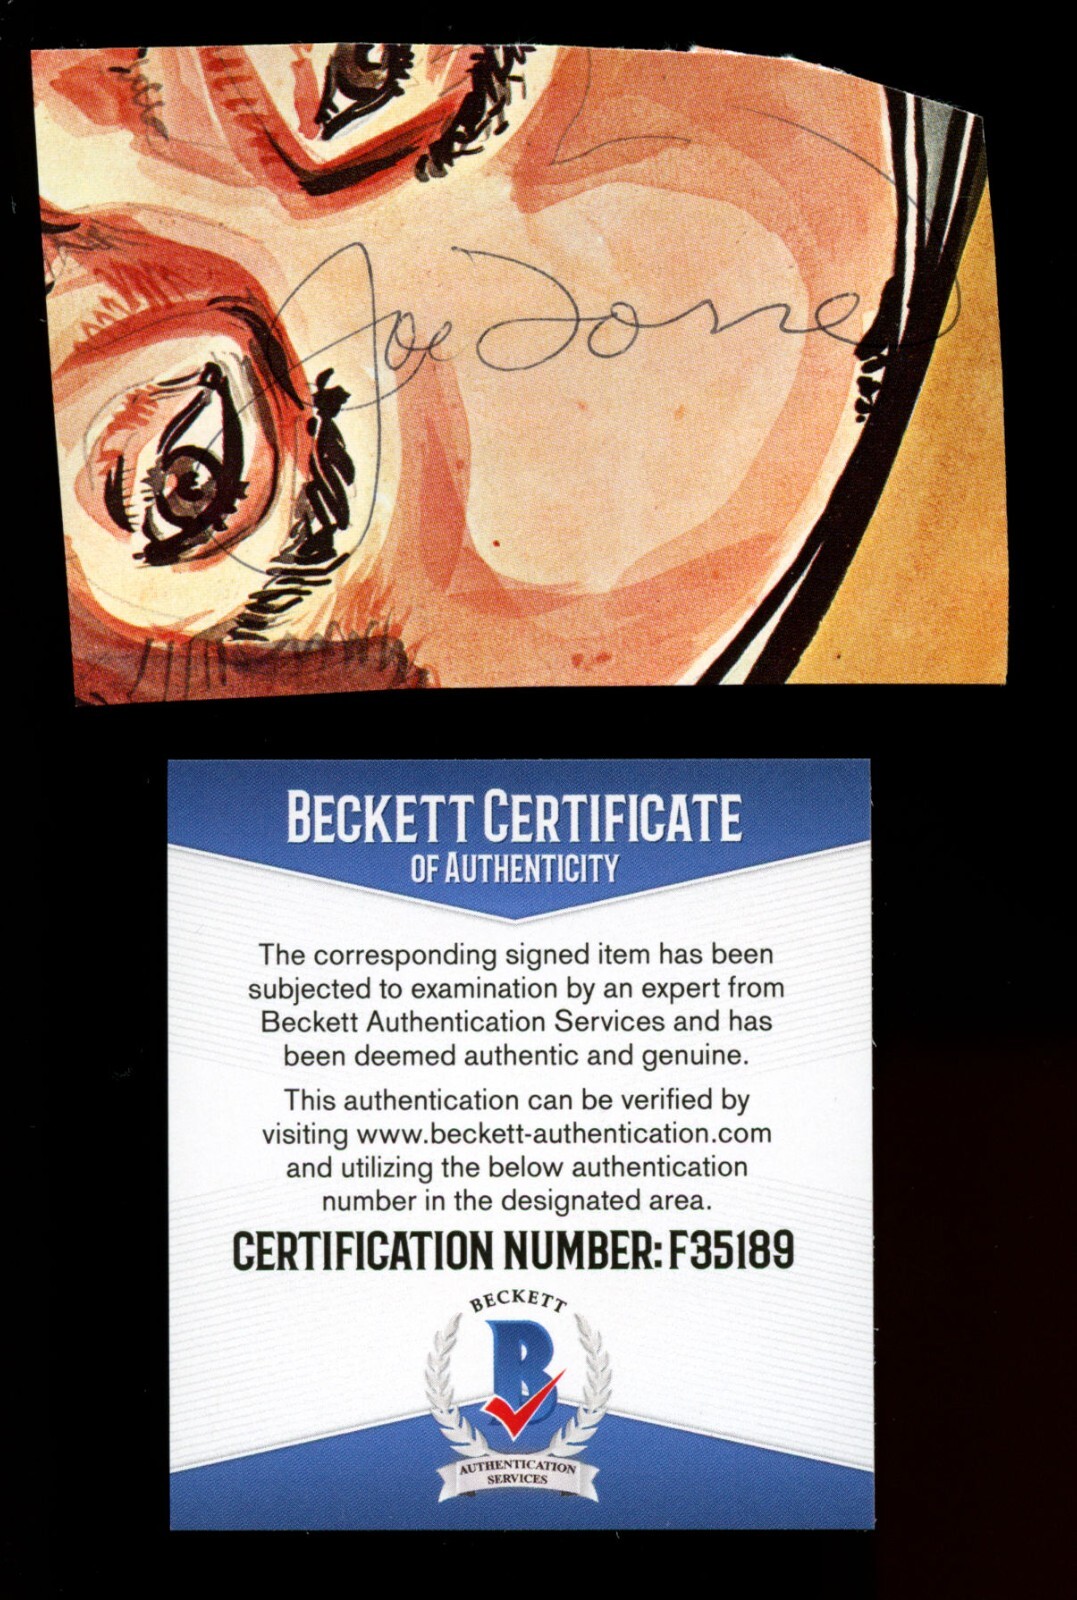 Joe Torre
BECKETT CERTIFICATE
OF AUTHENTICITY
The corresponding signed item has been
subjected to examination by an expert from
Beckett Authentication Services and has
been deemed authentic and genuine.
This authentication can be verified by
visiting www.beckett-authentication.com
and utilizing the below authentication
number in the designated area.
CERTIFICATION NUMBER: F35189
BECKETT
B
AUTHENTICATION
SERVICES